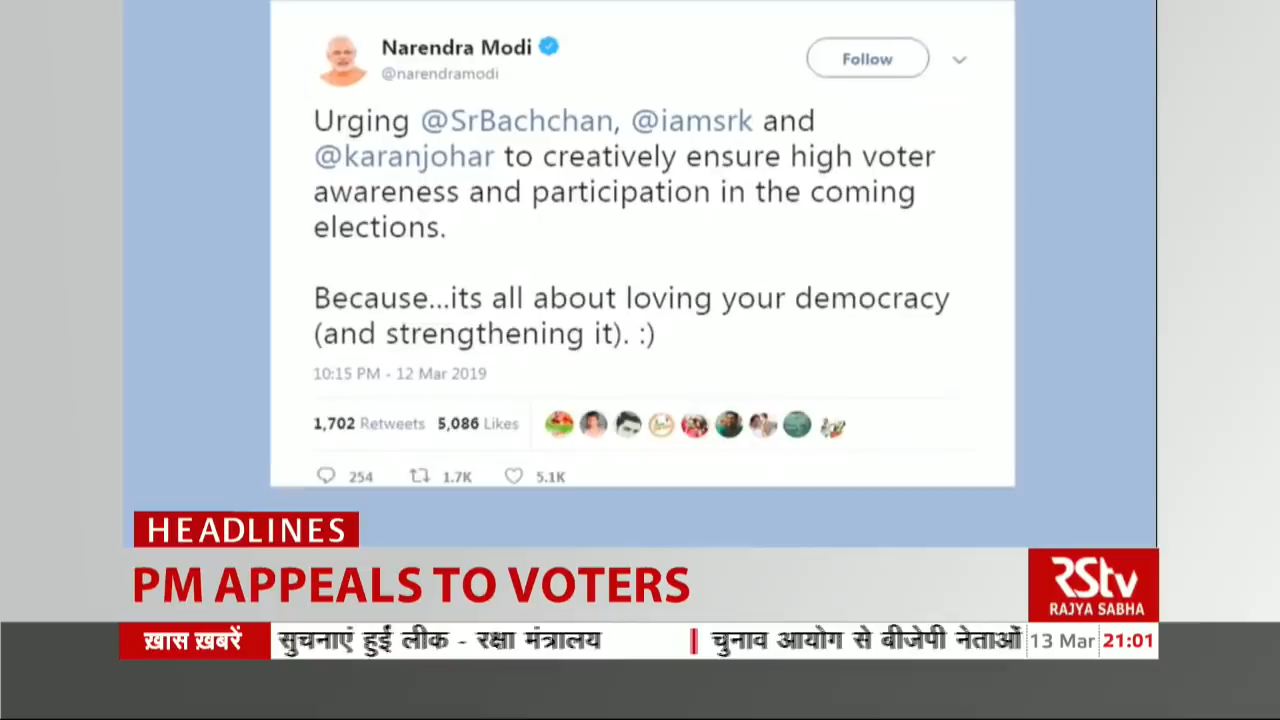 Narendra Modi
@narendramodi
Follow
Urging @SrBachchan, @iamsrk and
@karanjohar to creatively ensure high voter
awareness and participation in the coming
elections.
Because...its all about loving your democracy
(and strengthening it). :)
10:15 PM - 12 Mar 2019
1,702 Retweets 5,086 Likes
254 1.7K 5.1K
HEADLINES
PM APPEALS TO VOTERS
RStv
RAJYA SABHA
ख़ास ख़बरें सुचनाएं हुईं लीक - रक्षा मंत्रालय | चुनाव आयोग से बीजेपी नेताओं 13 Mar 21:01